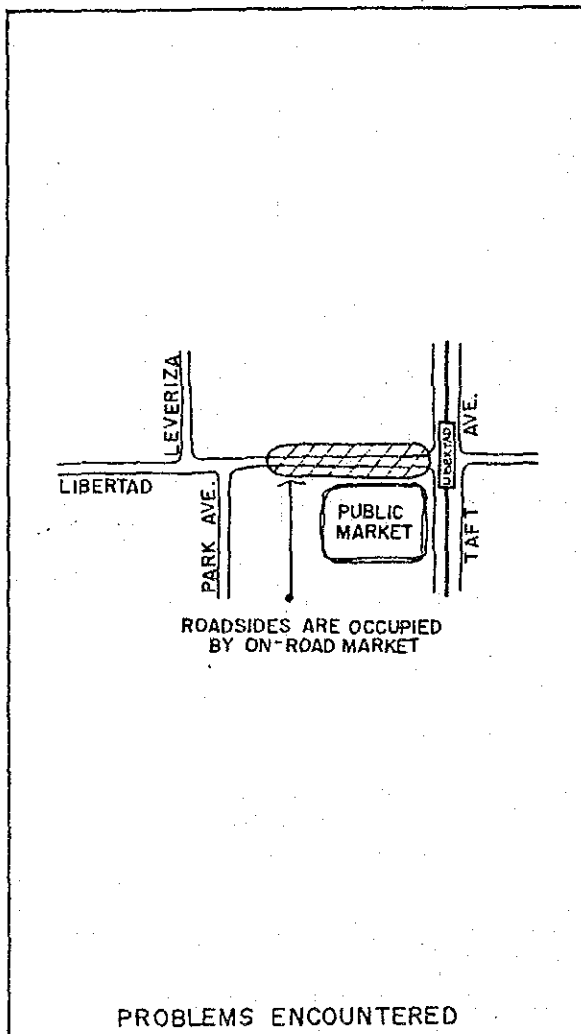 LEVERIZA
LIBERTAD
PARK AVE.
PUBLIC
MARKET
LIBERTAD
TAFT AVE.
ROADSIDES ARE OCCUPIED
BY ON-ROAD MARKET
PROBLEMS ENCOUNTERED